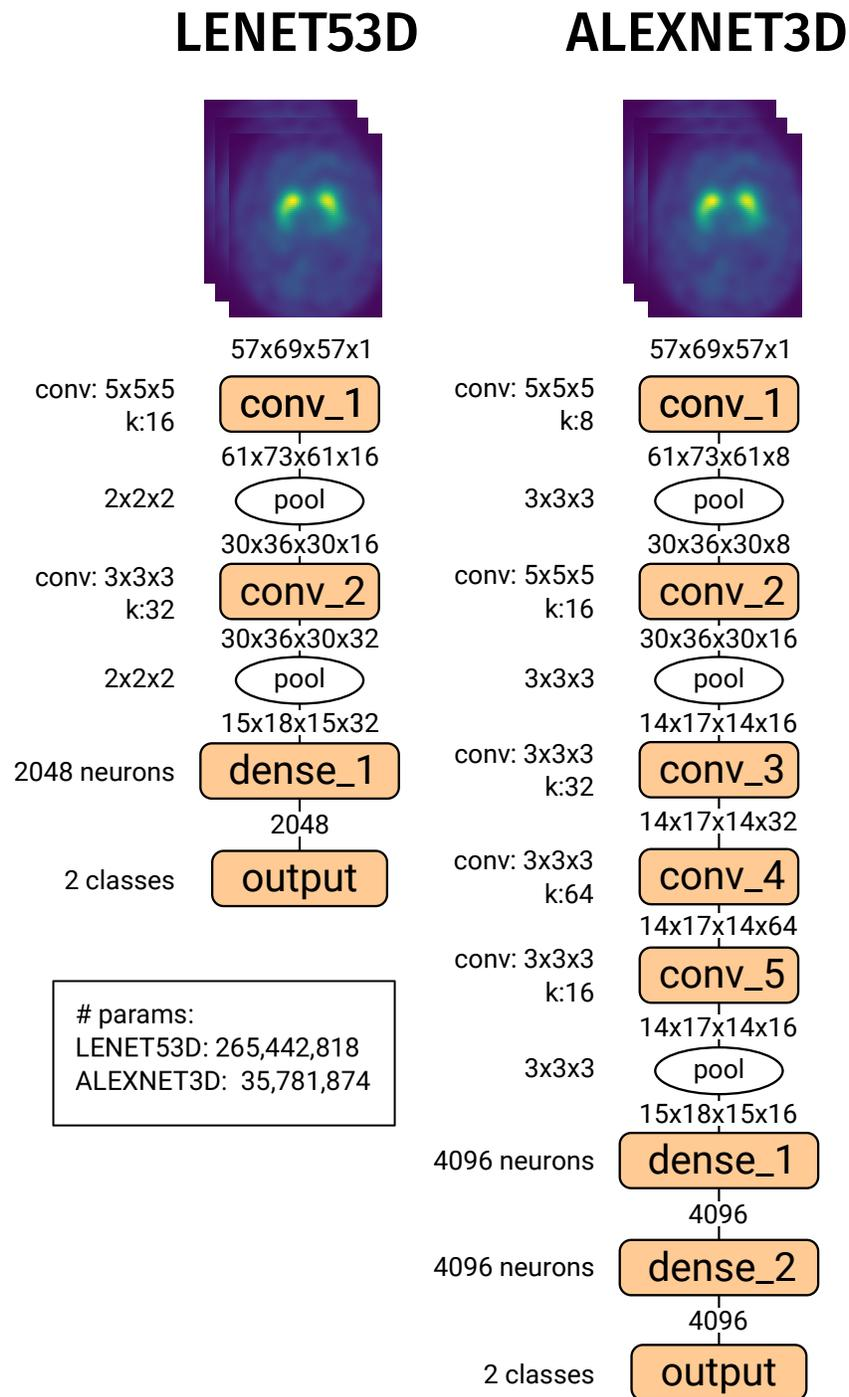 LENET53D
57x69x57x1
conv: 5x5x5
k:16
conv_1
61x73x61x16
2x2x2
pool
30x36x30x16
conv: 3x3x3
k:32
conv_2
30x36x30x32
2x2x2
pool
15x18x15x32
2048 neurons
dense_1
2048
2 classes
output
# params:
LENET53D: 265,442,818
ALEXNET3D: 35,781,874
ALEXNET3D
57x69x57x1
conv: 5x5x5
k:8
conv_1
61x73x61x8
3x3x3
pool
30x36x30x8
conv: 5x5x5
k:16
conv_2
30x36x30x16
3x3x3
pool
14x17x14x16
conv: 3x3x3
k:32
conv_3
14x17x14x32
conv: 3x3x3
k:64
conv_4
14x17x14x64
conv: 3x3x3
k:16
conv_5
14x17x14x16
3x3x3
pool
15x18x15x16
4096 neurons
dense_1
4096
4096 neurons
dense_2
4096
2 classes
output